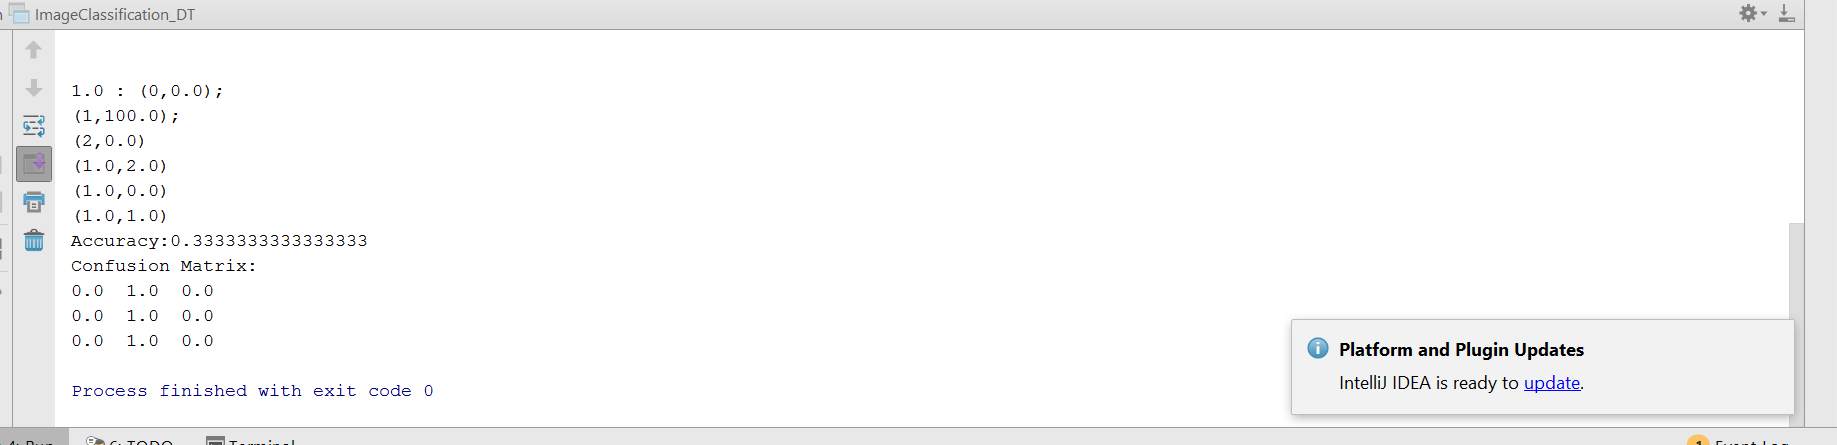 ImageClassification_DT
1.0 : (0,0.0);
(1,100.0);
(2,0.0)
(1.0,2.0)
(1.0,0.0)
(1.0,1.0)
Accuracy:0.3333333333333333
Confusion Matrix:
0.0 1.0 0.0
0.0 1.0 0.0
0.0 1.0 0.0
Process finished with exit code 0
Platform and Plugin Updates
IntelliJ IDEA is ready to update.
4: Run 6: TODO Terminal 1 Event Log